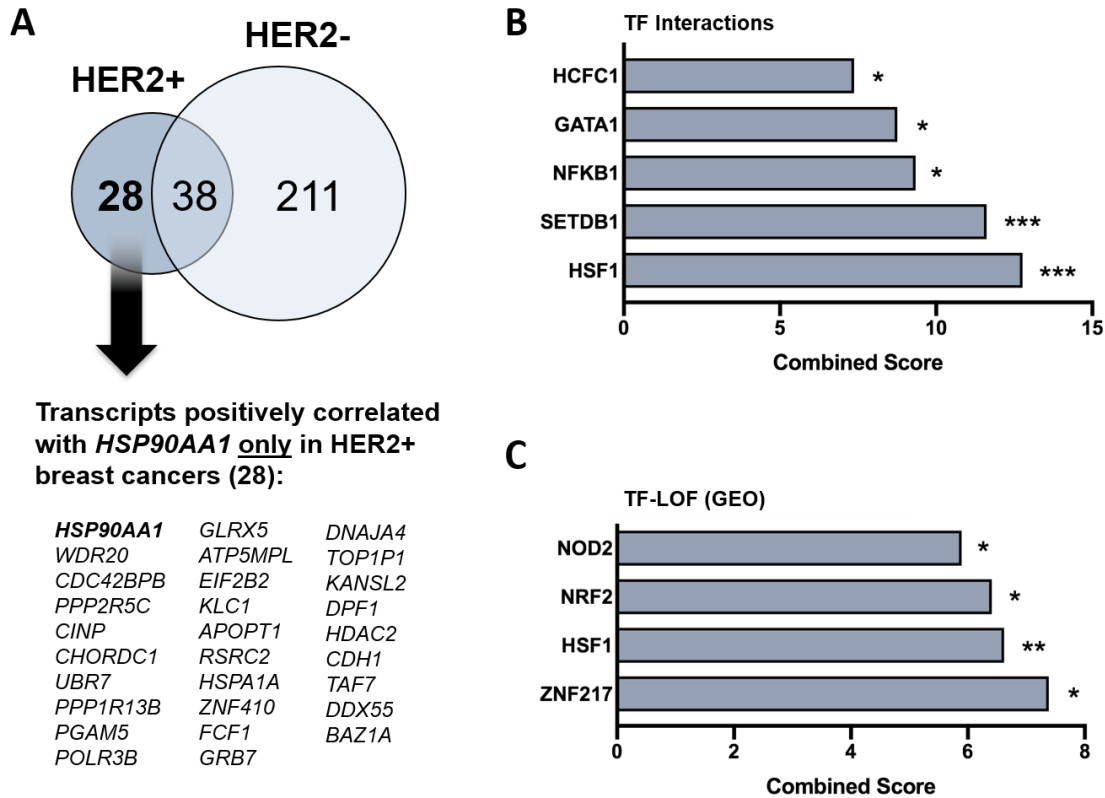 A
HER2+
HER2-
28
38
211
Transcripts positively correlated
with HSP90AA1 only in HER2+
breast cancers (28):
HSP90AA1
WDR20
CDC42BPB
PPP2R5C
CINP
CHORDC1
UBR7
PPP1R13B
PGAM5
POLR3B
GLRX5
ATP5MPL
EIF2B2
KLC1
APOPT1
RSRC2
HSPA1A
ZNF410
FCF1
GRB7
DNAJA4
TOP1P1
KANSL2
DPF1
HDAC2
CDH1
TAF7
DDX55
BAZ1A
B
TF Interactions
HCFC1 *
GATA1 *
NFKB1 *
SETDB1 ***
HSF1 ***
0 5 10 15
Combined Score
C
TF-LOF (GEO)
NOD2 *
NRF2 *
HSF1 **
ZNF217 *
0 2 4 6 8
Combined Score